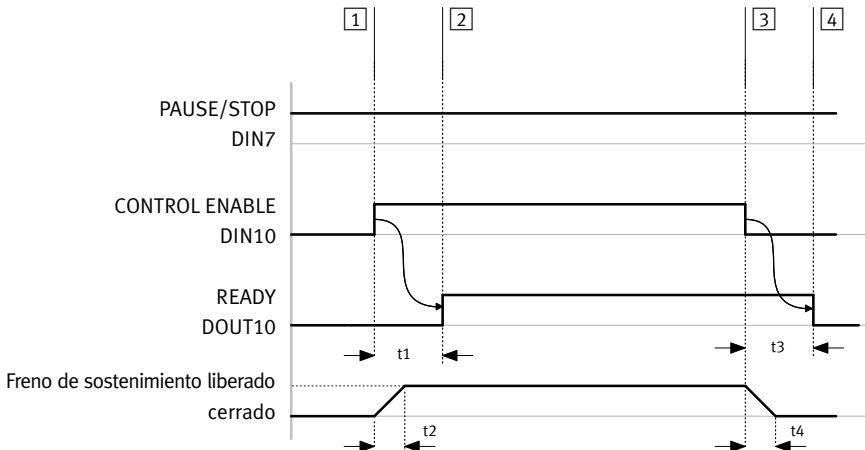 1 2 3 4
PAUSE/STOP
DIN7
CONTROL ENABLE
DIN10
READY
DOUT10
t1 t3
Freno de sostenimiento liberado
cerrado
t2 t4